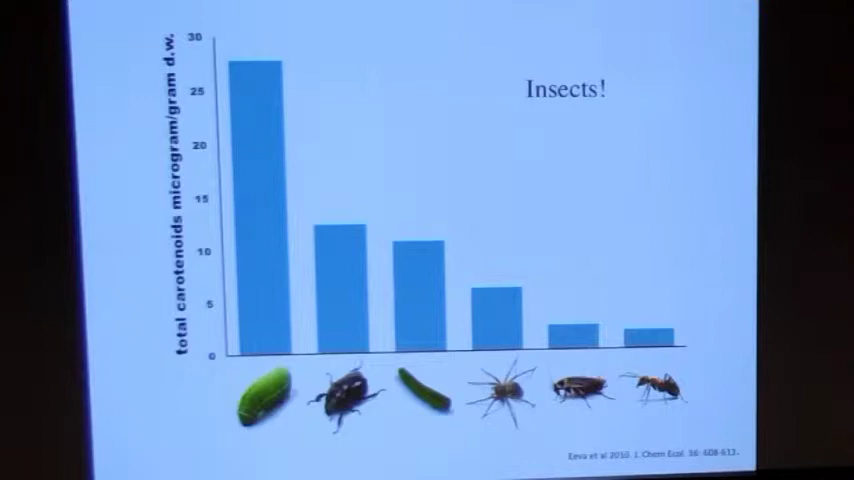 total carotenoids microgram/gram d.w.
30
25
20
15
10
5
0
Insects!
Eeva et al 2010. J. Chem Ecol. 36: 608-613.